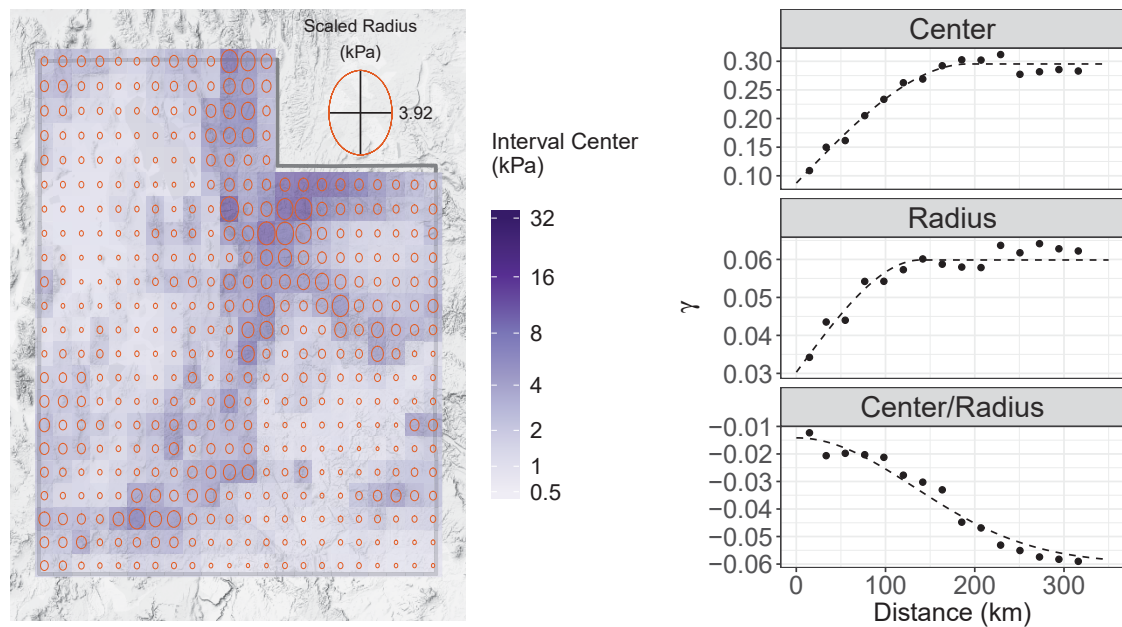 Scaled Radius
(kPa)
3.92
Interval Center
(kPa)
32
16
8
4
2
1
0.5
Center
0.30
0.25
0.20
0.15
0.10
Radius
0.06
0.05
0.04
0.03
γ
Center/Radius
−0.01
−0.02
−0.03
−0.04
−0.05
−0.06
0 100 200 300
Distance (km)